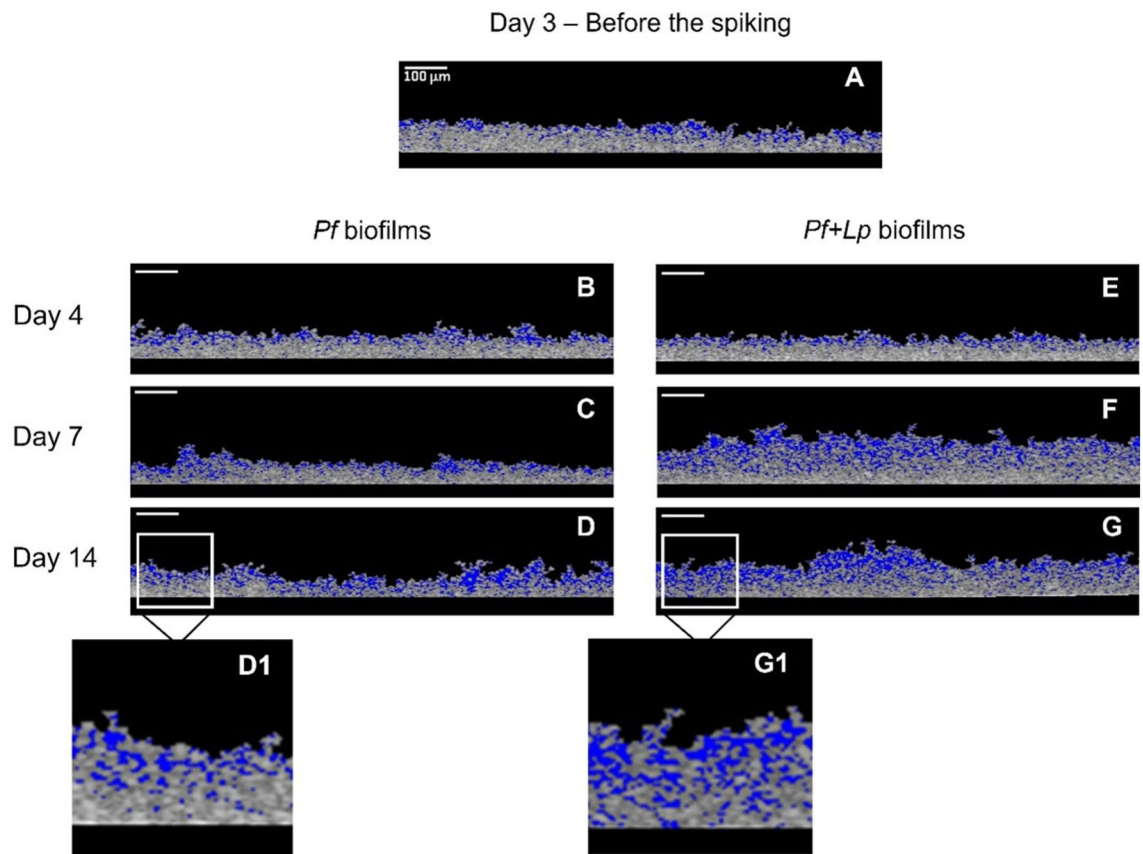 Day 3 – Before the spiking
100 μm
A
Pf biofilms
Pf+Lp biofilms
Day 4
B
E
Day 7
C
F
Day 14
D
G
D1
G1